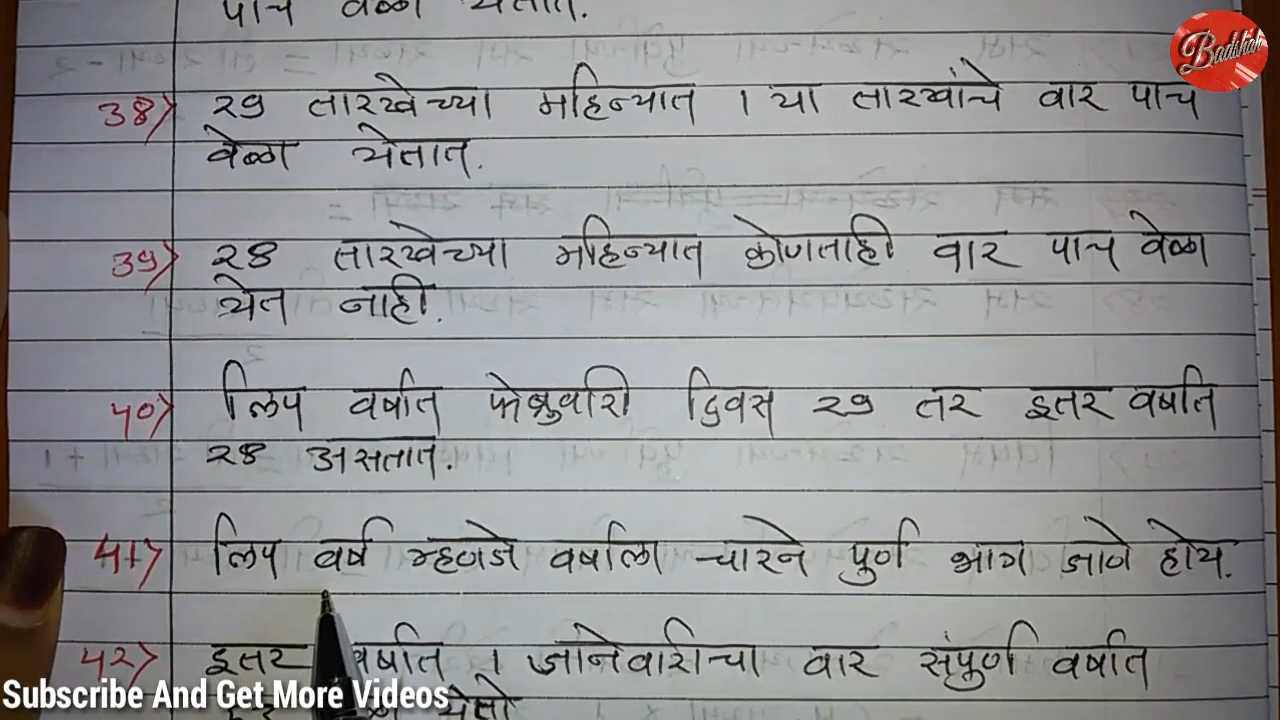 पाच वेळा येतात.
Badshah
38) २९ तारखेच्या महिन्यात १ या तारखांचे वार पाच
वेळा येतात.
39) २८ तारखेच्या महिन्यात कोणताही वार पाच वेळा
येत नाही.
40) लिप वर्षात फेब्रुवारी दिवस २९ तर इतर वर्षात
२८ असतात.
41) लिप वर्ष म्हणजे वर्षाला चारने पुर्ण भाग जाणे होय.
42) इतर वर्षात १ जानेवारीचा वार संपुर्ण वर्षात
येतो
Subscribe And Get More Videos